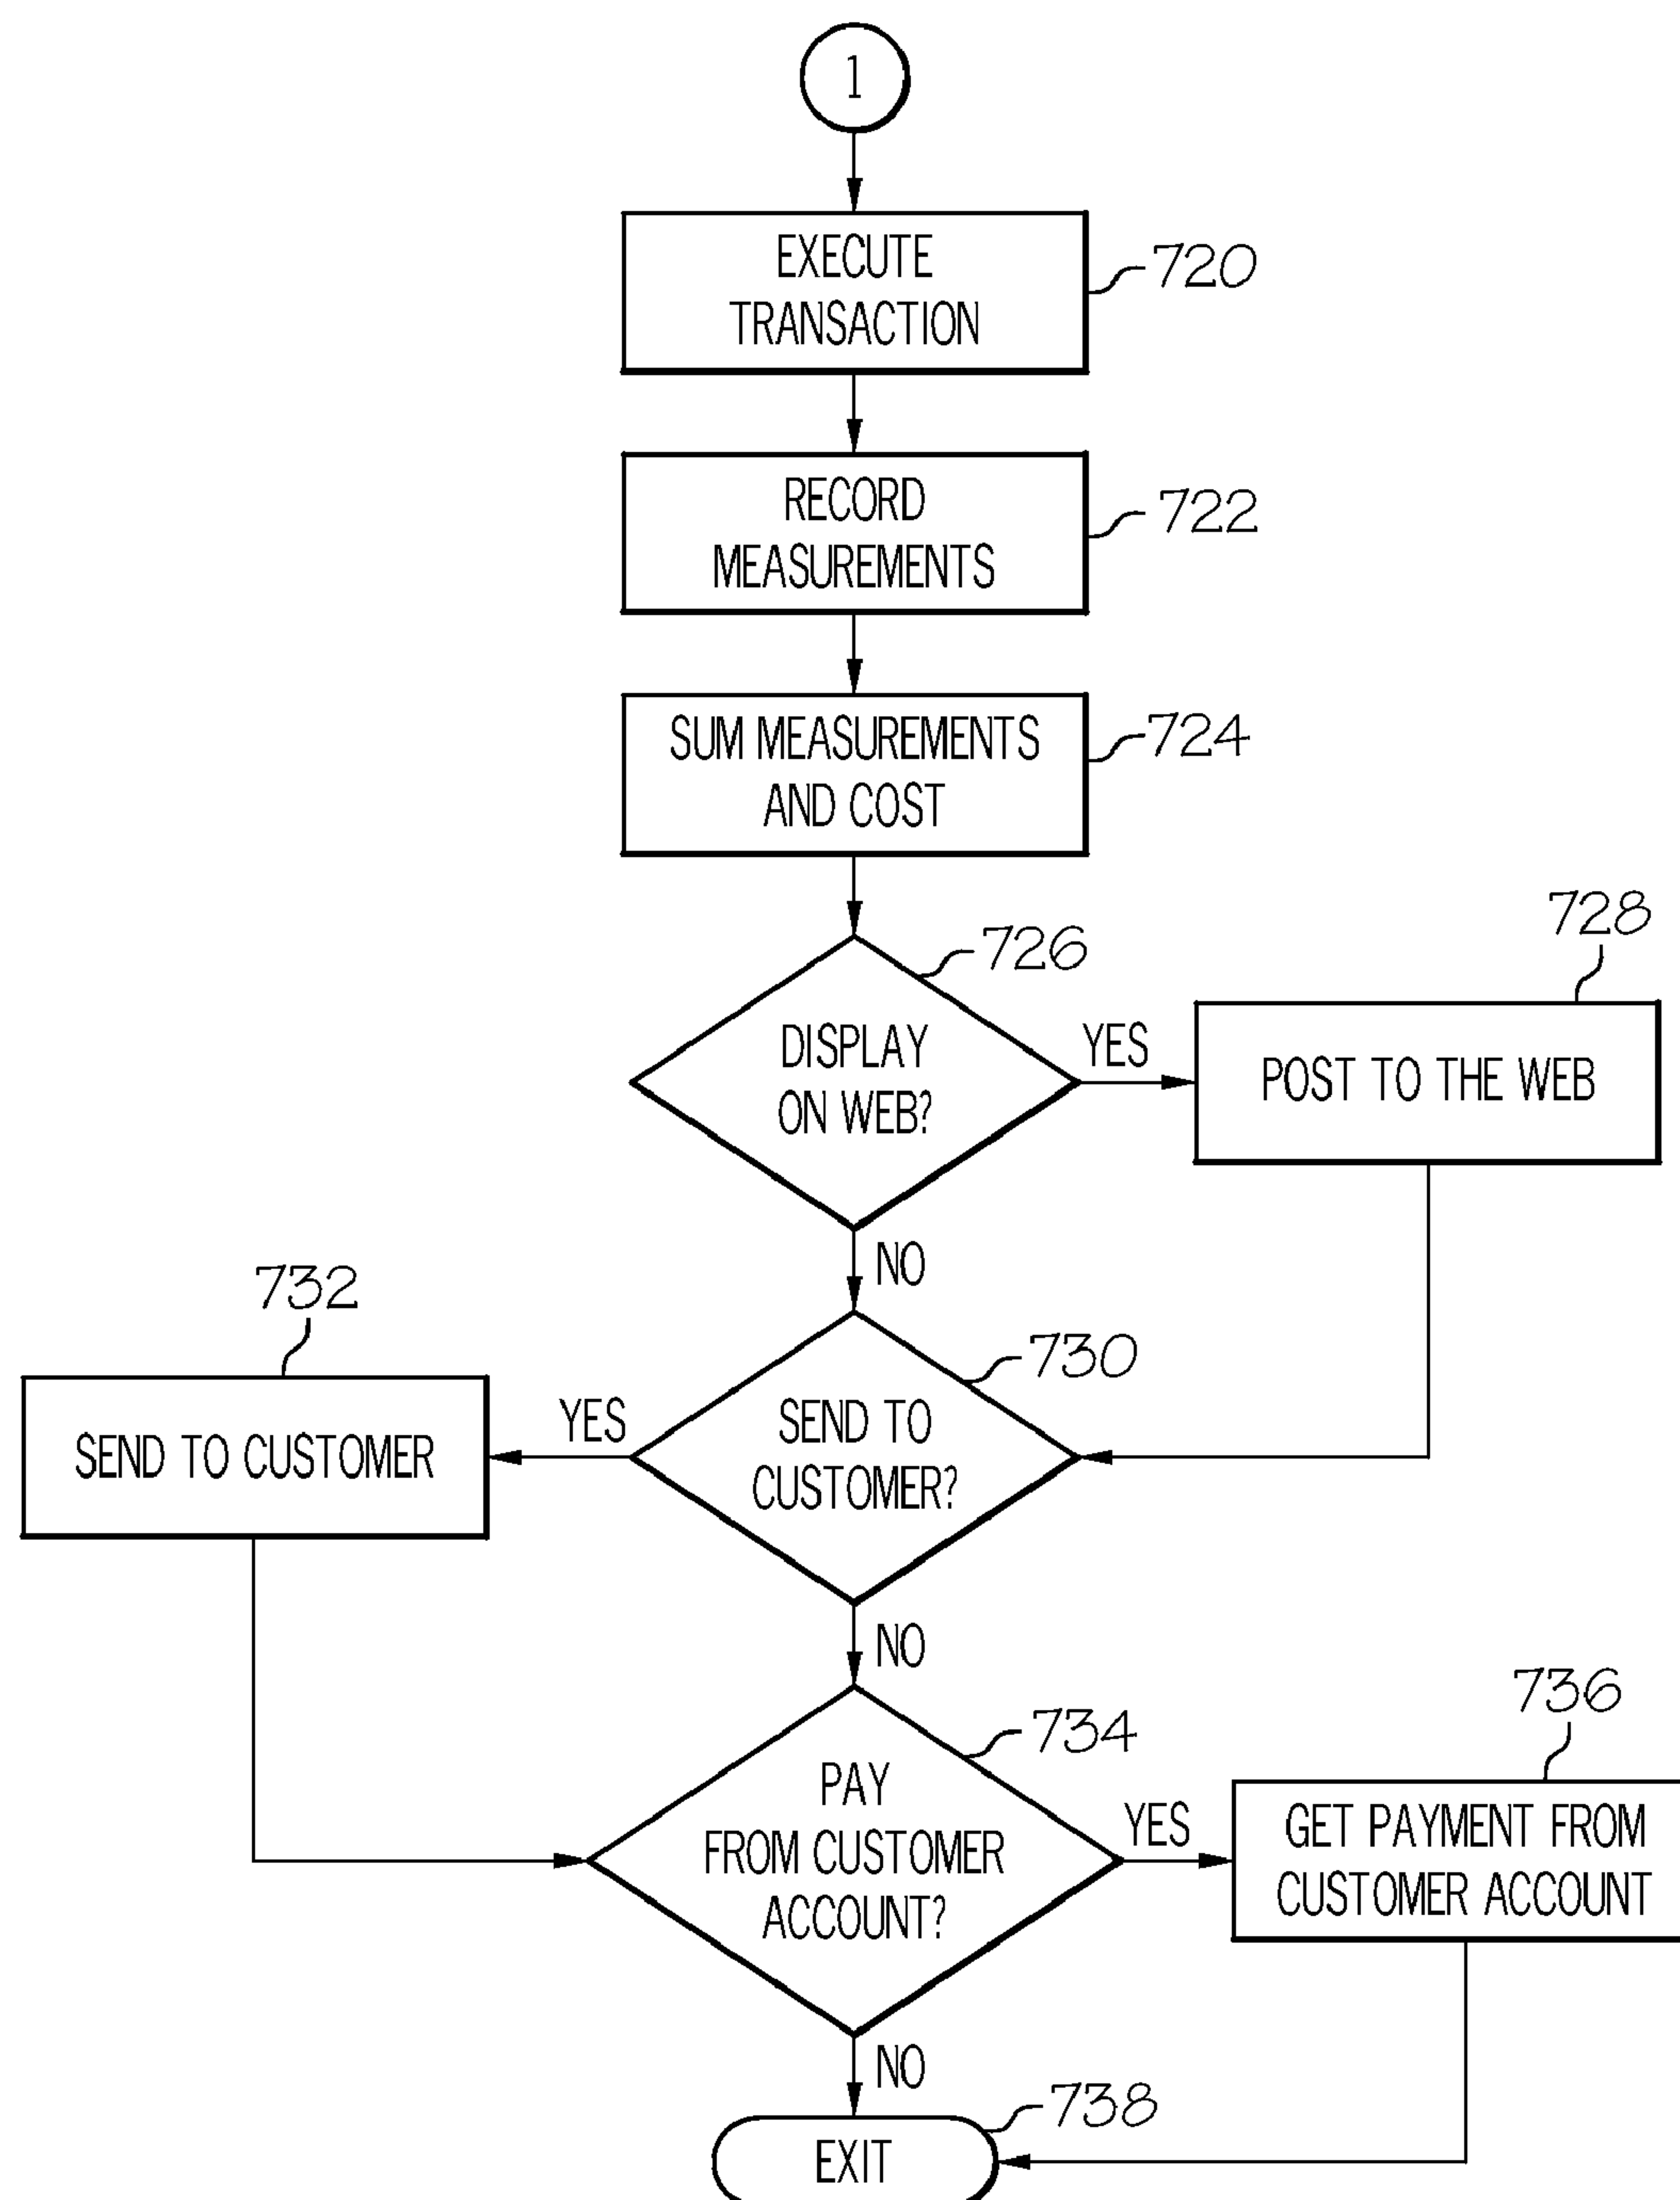 1
EXECUTE
TRANSACTION
720
RECORD
MEASUREMENTS
722
SUM MEASUREMENTS
AND COST
724
726
728
DISPLAY
ON WEB?
YES
POST TO THE WEB
NO
732
730
SEND TO CUSTOMER
YES
SEND TO
CUSTOMER?
NO
734
736
PAY
FROM CUSTOMER
ACCOUNT?
YES
GET PAYMENT FROM
CUSTOMER ACCOUNT
NO
738
EXIT